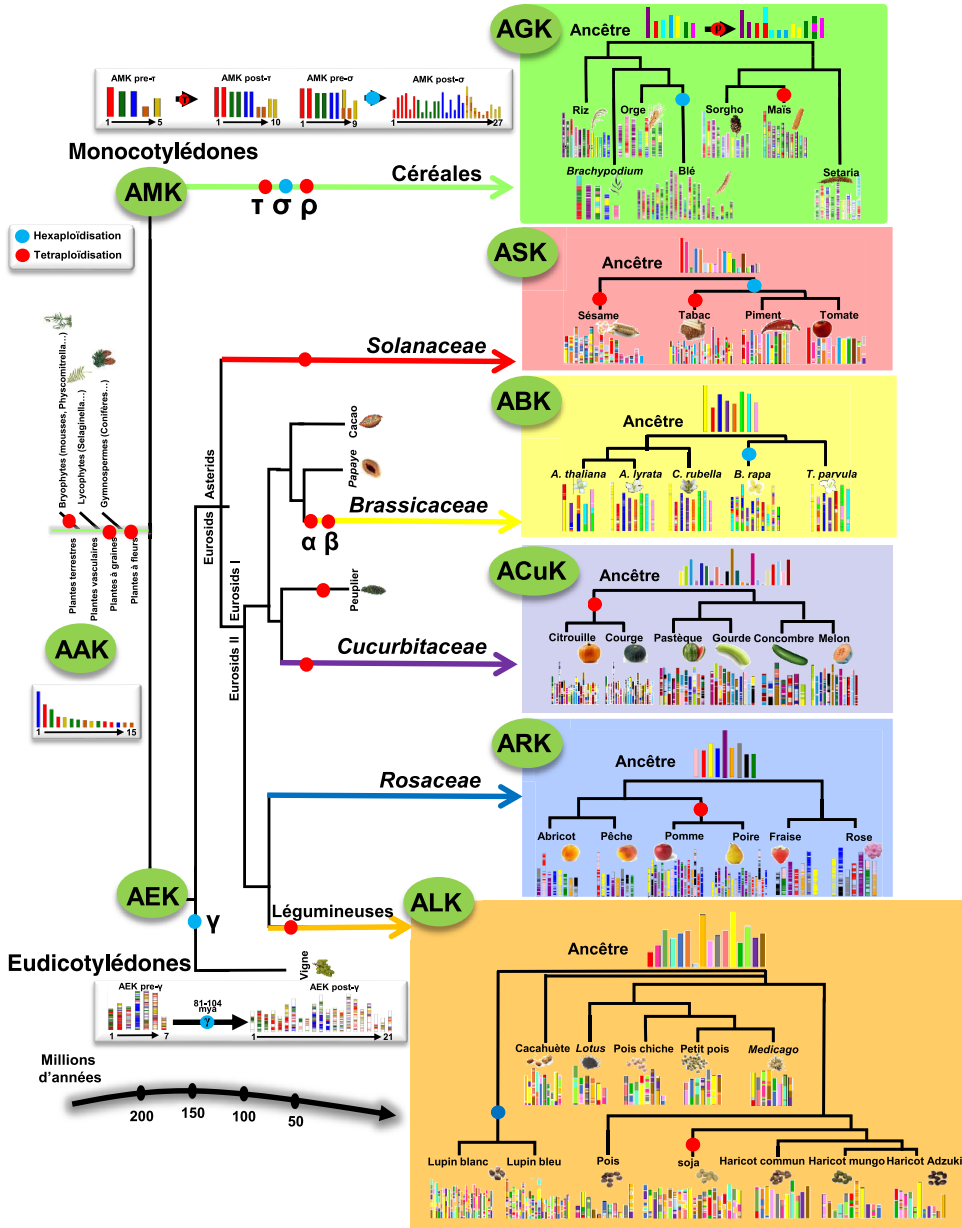 AGK
Ancêtre
ρ
Riz
Orge
Sorgho
Maïs
Brachypodium
Blé
Setaria
AMK pre-τ
AMK post-τ
AMK pre-σ
AMK post-σ
1 5
1 10
1 9
1 27
Monocotylédones
AMK
Céréales
τ σ ρ
Hexaploïdisation
Tetraploïdisation
ASK
Ancêtre
Sésame
Tabac
Piment
Tomate
Solanaceae
Bryophytes (mousses, Physcomitrella...)
Lycophytes (Selaginella...)
Gymnospermes (Conifères...)
Plantes terrestres
Plantes vasculaires
Plantes à graines
Plantes à fleurs
Asterids
Eurosids
Eurosids I
Eurosids II
Cacao
Papaye
ABK
Ancêtre
A. thaliana
A. lyrata
C. rubella
B. rapa
T. parvula
Brassicaceae
α β
Peuplier
ACuK
Ancêtre
Citrouille
Courge
Pastèque
Gourde
Concombre
Melon
Cucurbitaceae
AAK
1 15
ARK
Ancêtre
Abricot
Pêche
Pomme
Poire
Fraise
Rose
Rosaceae
AEK
γ
Légumineuses
ALK
Ancêtre
Cacahuète
Lotus
Pois chiche
Petit pois
Medicago
Lupin blanc
Lupin bleu
Pois
soja
Haricot commun
Haricot mungo
Haricot Adzuki
Eudicotylédones
Vigne
AEK pre-γ
81-104
mya
γ
AEK post-γ
1 7
1 21
Millions
d'années
200
150
100
50